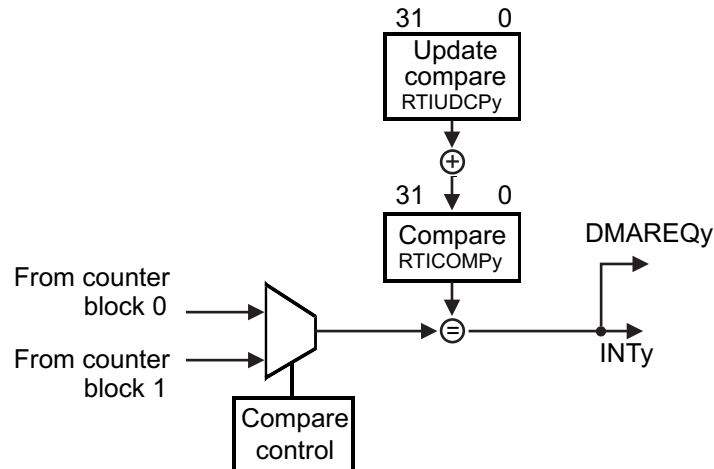 31 0
Update
compare
RTIUDCPy
+
31 0
Compare
RTICOMPy
DMAREQy
From counter
block 0
=
INTy
From counter
block 1
Compare
control